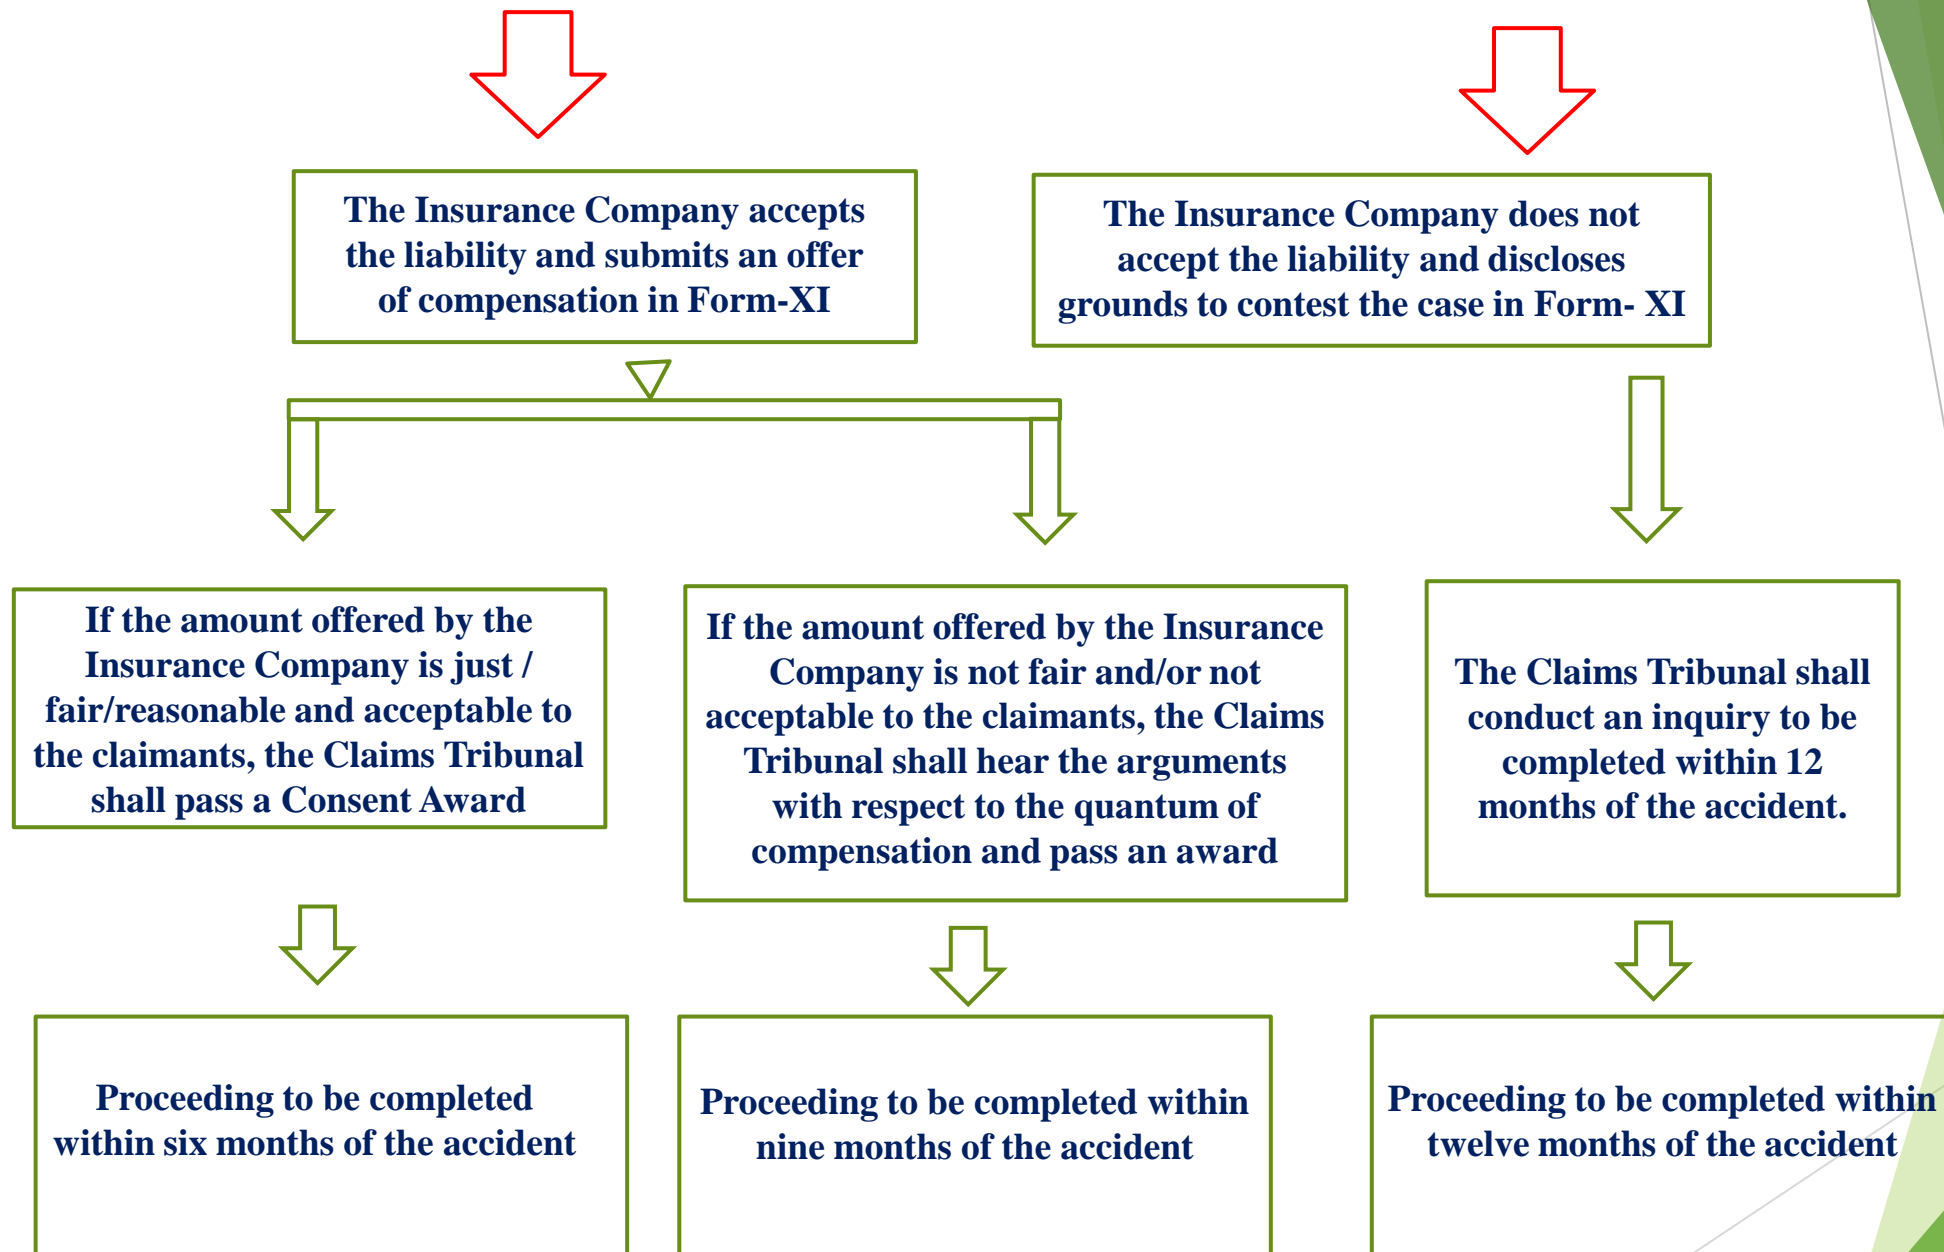 The Insurance Company accepts
the liability and submits an offer
of compensation in Form-XI
The Insurance Company does not
accept the liability and discloses
grounds to contest the case in Form- XI
If the amount offered by the
Insurance Company is just /
fair/reasonable and acceptable to
the claimants, the Claims Tribunal
shall pass a Consent Award
If the amount offered by the Insurance
Company is not fair and/or not
acceptable to the claimants, the Claims
Tribunal shall hear the arguments
with respect to the quantum of
compensation and pass an award
The Claims Tribunal shall
conduct an inquiry to be
completed within 12
months of the accident.
Proceeding to be completed
within six months of the accident
Proceeding to be completed within
nine months of the accident
Proceeding to be completed within
twelve months of the accident